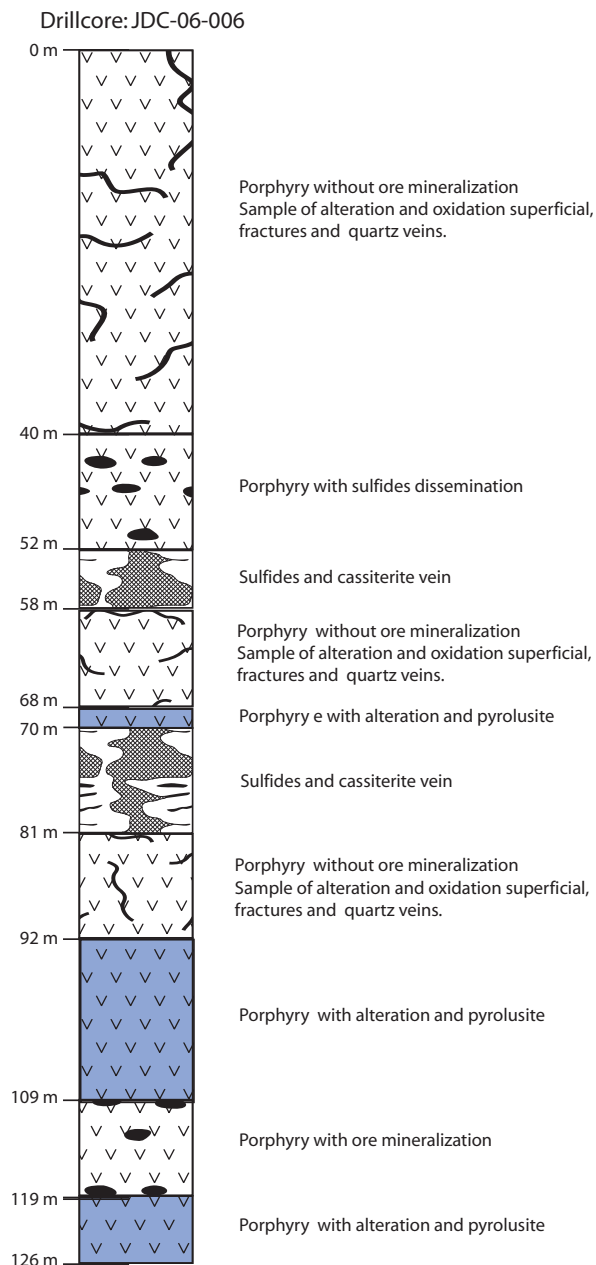 Drillcore: JDC-06-006
0 m
Porphyry without ore mineralization
Sample of alteration and oxidation superficial,
fractures and quartz veins.
40 m
Porphyry with sulfides dissemination
52 m
Sulfides and cassiterite vein
58 m
Porphyry without ore mineralization
Sample of alteration and oxidation superficial,
fractures and quartz veins.
68 m
Porphyry e with alteration and pyrolusite
70 m
Sulfides and cassiterite vein
81 m
Porphyry without ore mineralization
Sample of alteration and oxidation superficial,
fractures and quartz veins.
92 m
Porphyry with alteration and pyrolusite
109 m
Porphyry with ore mineralization
119 m
Porphyry with alteration and pyrolusite
126 m